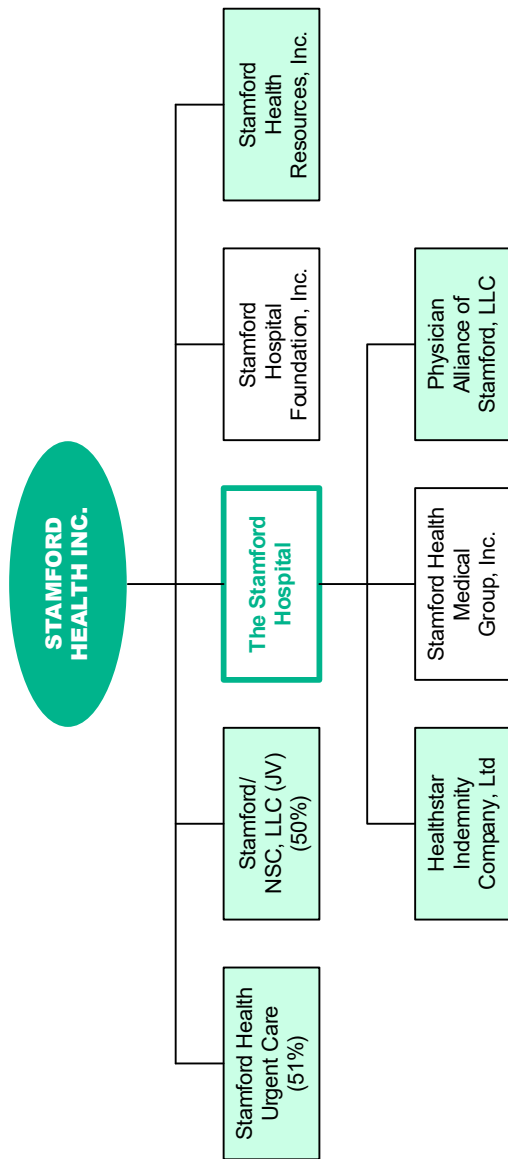 STAMFORD
HEALTH INC.
Stamford Health
Urgent Care
(51%)
Stamford/
NSC, LLC (JV)
(50%)
The Stamford
Hospital
Stamford
Hospital
Foundation, Inc.
Stamford
Health
Resources, Inc.
Healthstar
Indemnity
Company, Ltd
Stamford Health
Medical
Group, Inc.
Physician
Alliance of
Stamford, LLC